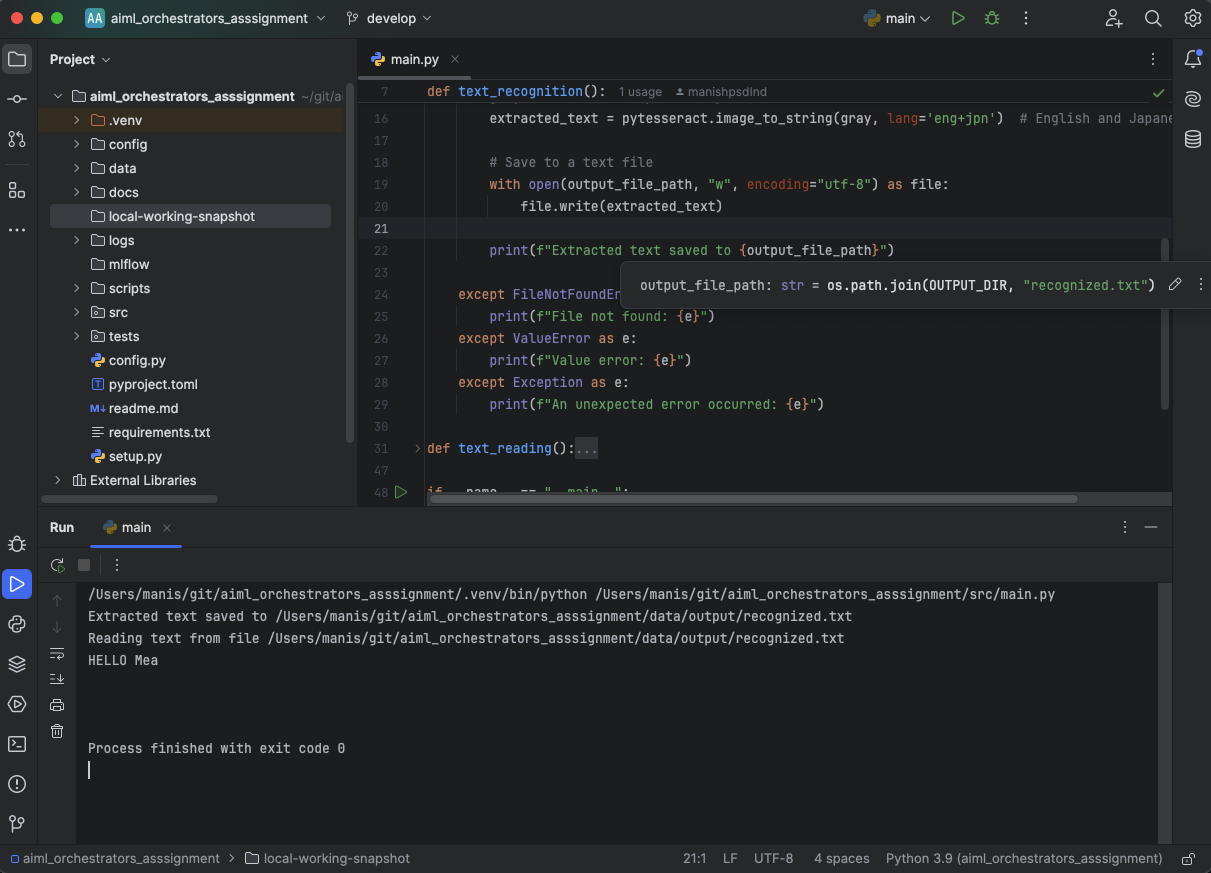 AA aiml_orchestrators_asssignment develop main
Project
main.py
aiml_orchestrators_asssignment ~/git/a
.venv
config
data
docs
local-working-snapshot
logs
mlflow
scripts
src
tests
config.py
pyproject.toml
readme.md
requirements.txt
setup.py
External Libraries
7 def text_recognition(): 1 usage manishpsdlnd
16 extracted_text = pytesseract.image_to_string(gray, lang='eng+jpn') # English and Japane
17
18 # Save to a text file
19 with open(output_file_path, "w", encoding="utf-8") as file:
20 file.write(extracted_text)
21
22 print(f"Extracted text saved to {output_file_path}")
23
output_file_path: str = os.path.join(OUTPUT_DIR, "recognized.txt")
24 except FileNotFoundEr
25 print(f"File not found: {e}")
26 except ValueError as e:
27 print(f"Value error: {e}")
28 except Exception as e:
29 print(f"An unexpected error occurred: {e}")
30
31 def text_reading():...
47
48 if __name__ == "__main__":
Run main
/Users/manis/git/aiml_orchestrators_asssignment/.venv/bin/python /Users/manis/git/aiml_orchestrators_asssignment/src/main.py
Extracted text saved to /Users/manis/git/aiml_orchestrators_asssignment/data/output/recognized.txt
Reading text from file /Users/manis/git/aiml_orchestrators_asssignment/data/output/recognized.txt
HELLO Mea
Process finished with exit code 0
aiml_orchestrators_asssignment local-working-snapshot 21:1 LF UTF-8 4 spaces Python 3.9 (aiml_orchestrators_asssignment)